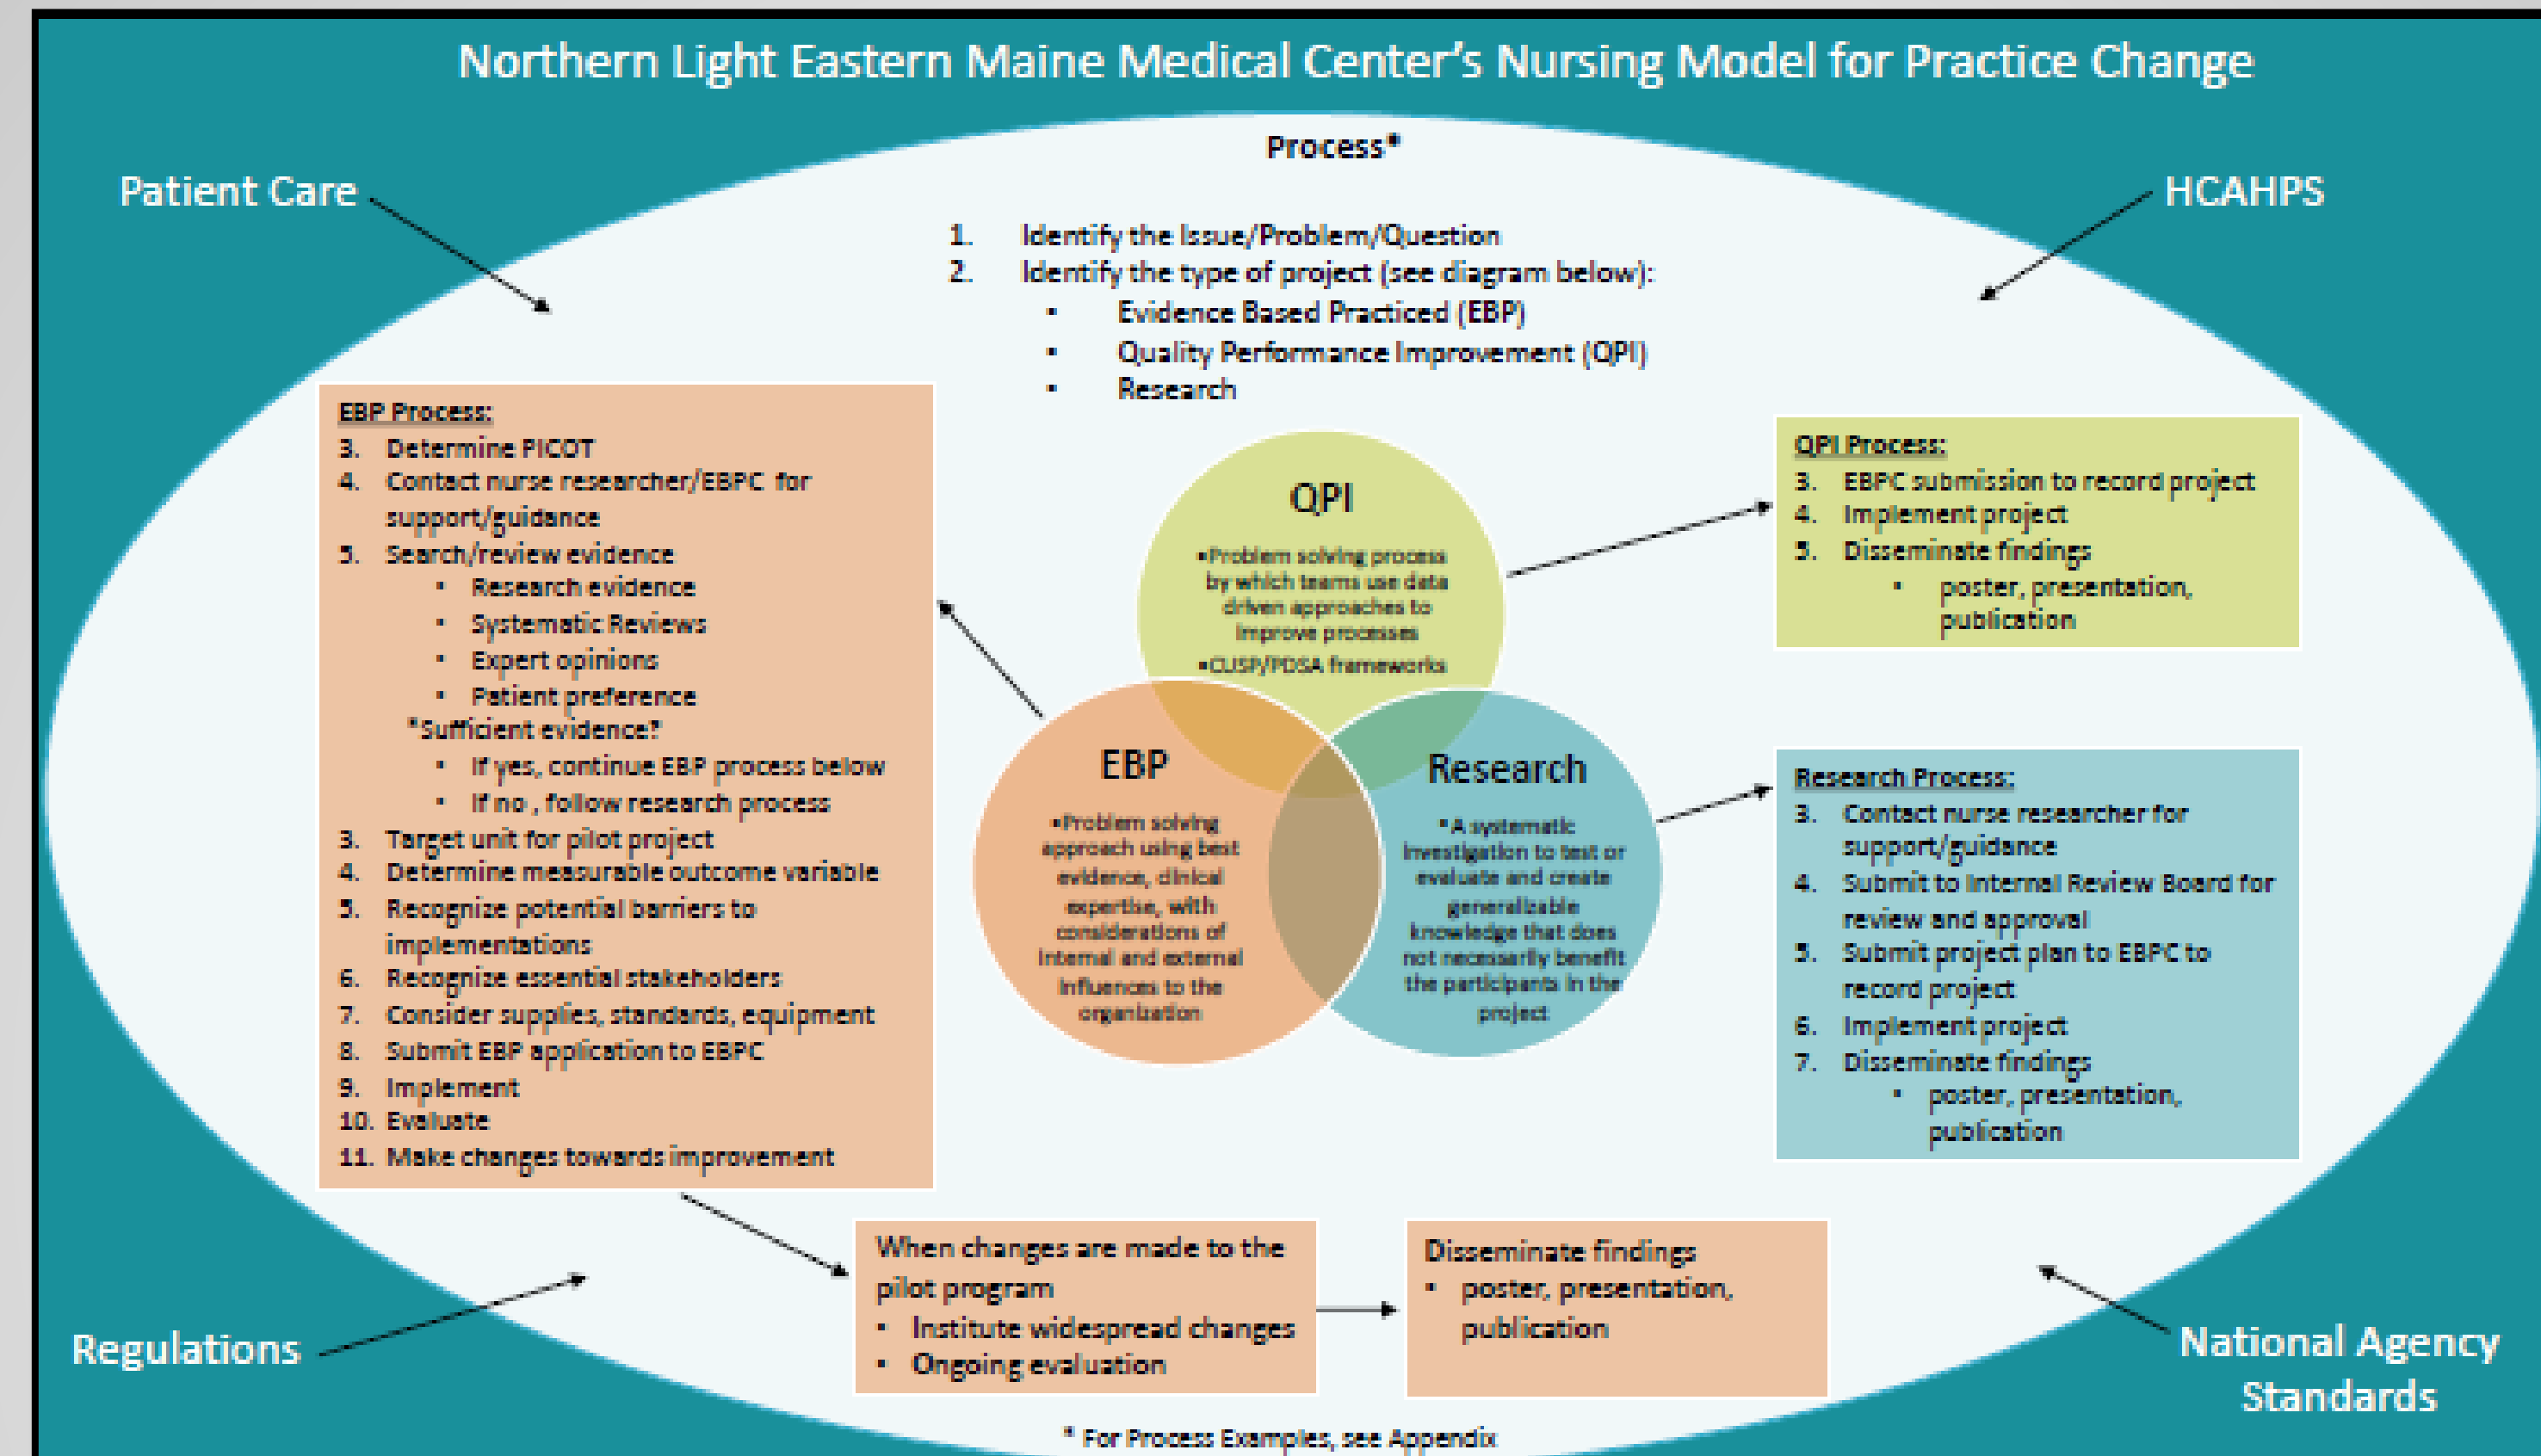 Northern Light Eastern Maine Medical Center's Nursing Model for Practice Change
Process*
Patient Care
HCAHPS
1. Identify the Issue/Problem/Question
2. Identify the type of project (see diagram below):
▪ Evidence Based Practiced (EBP)
▪ Quality Performance Improvement (QPI)
▪ Research
EBP Process:
3. Determine PICOT
4. Contact nurse researcher/EBPC for
support/guidance
5. Search/review evidence
▪ Research evidence
▪ Systematic Reviews
▪ Expert opinions
▪ Patient preference
*Sufficient evidence?
▪ If yes, continue EBP process below
▪ If no , follow research process
3. Target unit for pilot project
4. Determine measurable outcome variable
5. Recognize potential barriers to
implementations
6. Recognize essential stakeholders
7. Consider supplies, standards, equipment
8. Submit EBP application to EBPC
9. Implement
10. Evaluate
11. Make changes towards improvement
QPI
▪Problem solving process
by which teams use data
driven approaches to
improve processes
▪CUSP/PDSA frameworks
EBP
▪Problem solving
approach using best
evidence, clinical
expertise, with
considerations of
internal and external
influences to the
organization
Research
▪A systematic
investigation to test or
evaluate and create
generalizable
knowledge that does
not necessarily benefit
the participants in the
project
QPI Process:
3. EBPC submission to record project
4. Implement project
5. Disseminate findings
▪ poster, presentation,
publication
Research Process:
3. Contact nurse researcher for
support/guidance
4. Submit to Internal Review Board for
review and approval
5. Submit project plan to EBPC to
record project
6. Implement project
7. Disseminate findings
▪ poster, presentation,
publication
When changes are made to the
pilot program
▪ Institute widespread changes
▪ Ongoing evaluation
Disseminate findings
▪ poster, presentation,
publication
Regulations
National Agency
Standards
* For Process Examples, see Appendix